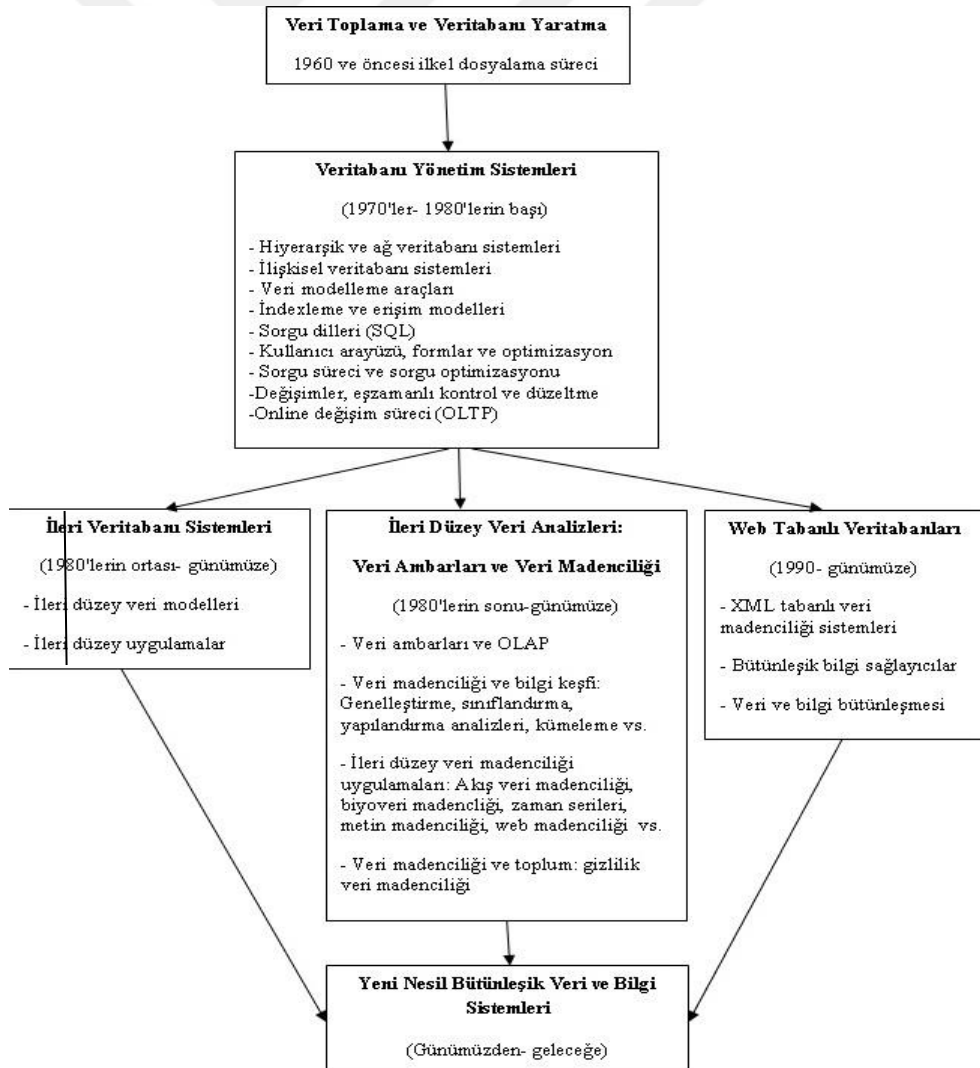 Veri Toplama ve Veritabanı Yaratma
1960 ve öncesi ilkel dosyalama süreci
Veritabanı Yönetim Sistemleri
(1970'ler- 1980'lerin başı)
- Hiyerarşik ve ağ veritabanı sistemleri
- İlişkisel veritabanı sistemleri
- Veri modelleme araçları
- İndexleme ve erişim modelleri
- Sorgu dilleri (SQL)
- Kullanıcı arayüzü, formlar ve optimizasyon
- Sorgu süreci ve sorgu optimizasyonu
-Değişimler, eşzamanlı kontrol ve düzeltme
-Online değişim süreci (OLTP)
İleri Veritabanı Sistemleri
(1980'lerin ortası- günümüze)
- İleri düzey veri modelleri
- İleri düzey uygulamalar
İleri Düzey Veri Analizleri:
Veri Ambarları ve Veri Madenciliği
(1980'lerin sonu-günümüze)
- Veri ambarları ve OLAP
- Veri madenciliği ve bilgi keşfi:
Genelleştirme, sınıflandırma,
yapılandırma analizleri, kümeleme vs.
- İleri düzey veri madenciliği
uygulamaları: Akış veri madenciliği,
biyoveri madencliği, zaman serileri,
metin madenciliği, web madenciliği vs.
- Veri madenciliği ve toplum: gizlilik
veri madenciliği
Web Tabanlı Veritabanları
(1990- günümüze)
- XML tabanlı veri
madenciliği sistemleri
- Bütünleşik bilgi sağlayıcılar
- Veri ve bilgi bütünleşmesi
Yeni Nesil Bütünleşik Veri ve Bilgi
Sistemleri
(Günümüzden- geleceğe)